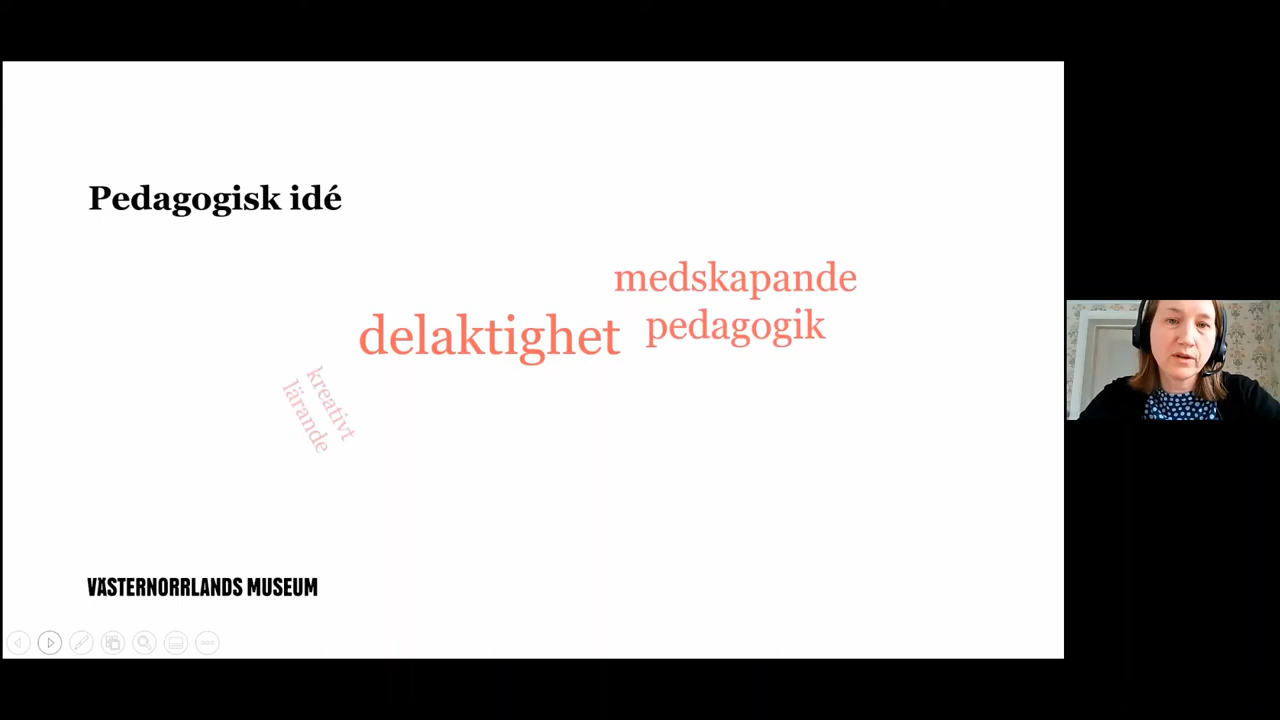 Pedagogisk idé
medskapande
pedagogik
delaktighet
kreativt
lärande
VÄSTERNORRLANDS MUSEUM